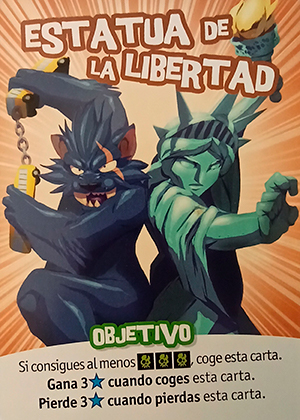 ESTATUA DE
LA LIBERTAD
OBJETIVO
Si consigues al menos , coge esta carta.
Gana 3 cuando coges esta carta.
Pierde 3 cuando pierdas esta carta.